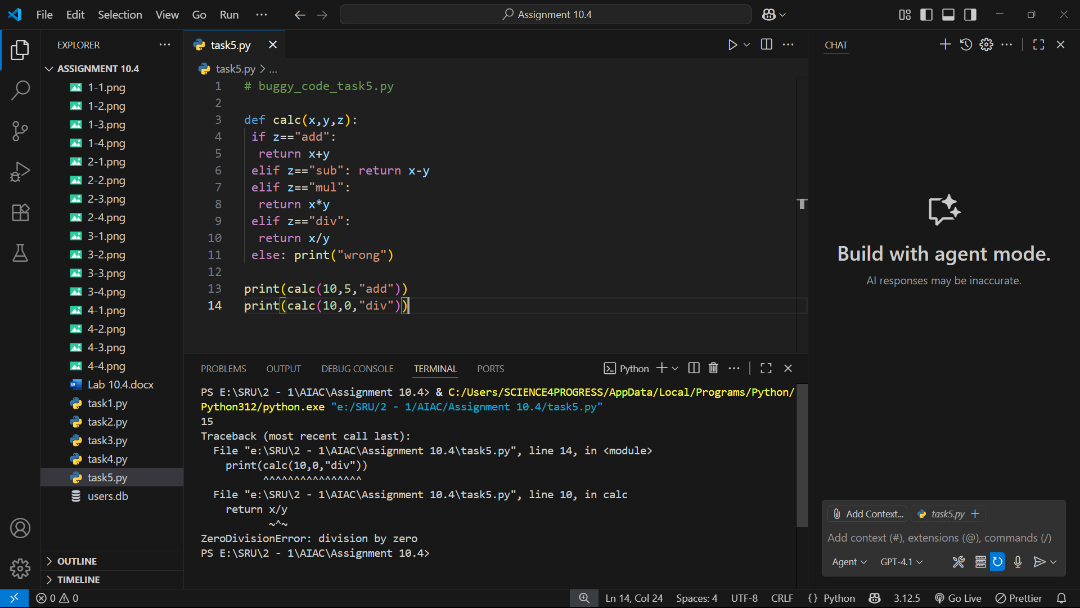 File Edit Selection View Go Run ··· Assignment 10.4
EXPLORER ···
ASSIGNMENT 10.4
1-1.png
1-2.png
1-3.png
1-4.png
2-1.png
2-2.png
2-3.png
2-4.png
3-1.png
3-2.png
3-3.png
3-4.png
4-1.png
4-2.png
4-3.png
4-4.png
Lab 10.4.docx
task1.py
task2.py
task3.py
task4.py
task5.py
users.db
OUTLINE
TIMELINE
task5.py
task5.py > ...
1 # buggy_code_task5.py
2
3 def calc(x,y,z):
4 if z=="add":
5 return x+y
6 elif z=="sub": return x-y
7 elif z=="mul":
8 return x*y
9 elif z=="div":
10 return x/y
11 else: print("wrong")
12
13 print(calc(10,5,"add"))
14 print(calc(10,0,"div"))
PROBLEMS OUTPUT DEBUG CONSOLE TERMINAL PORTS Python
PS E:\SRU\2 - 1\AIAC\Assignment 10.4> & C:/Users/SCIENCE4PROGRESS/AppData/Local/Programs/Python/
Python312/python.exe "e:/SRU/2 - 1/AIAC/Assignment 10.4/task5.py"
15
Traceback (most recent call last):
File "e:\SRU\2 - 1\AIAC\Assignment 10.4\task5.py", line 14, in <module>
print(calc(10,0,"div"))
^^^^^^^^^^^^^^^^
File "e:\SRU\2 - 1\AIAC\Assignment 10.4\task5.py", line 10, in calc
return x/y
~^~
ZeroDivisionError: division by zero
PS E:\SRU\2 - 1\AIAC\Assignment 10.4>
CHAT
Build with agent mode.
AI responses may be inaccurate.
Add Context... task5.py +
Add context (#), extensions (@), commands (/)
Agent GPT-4.1
0 0 Ln 14, Col 24 Spaces: 4 UTF-8 CRLF {} Python 3.12.5 Go Live Prettier